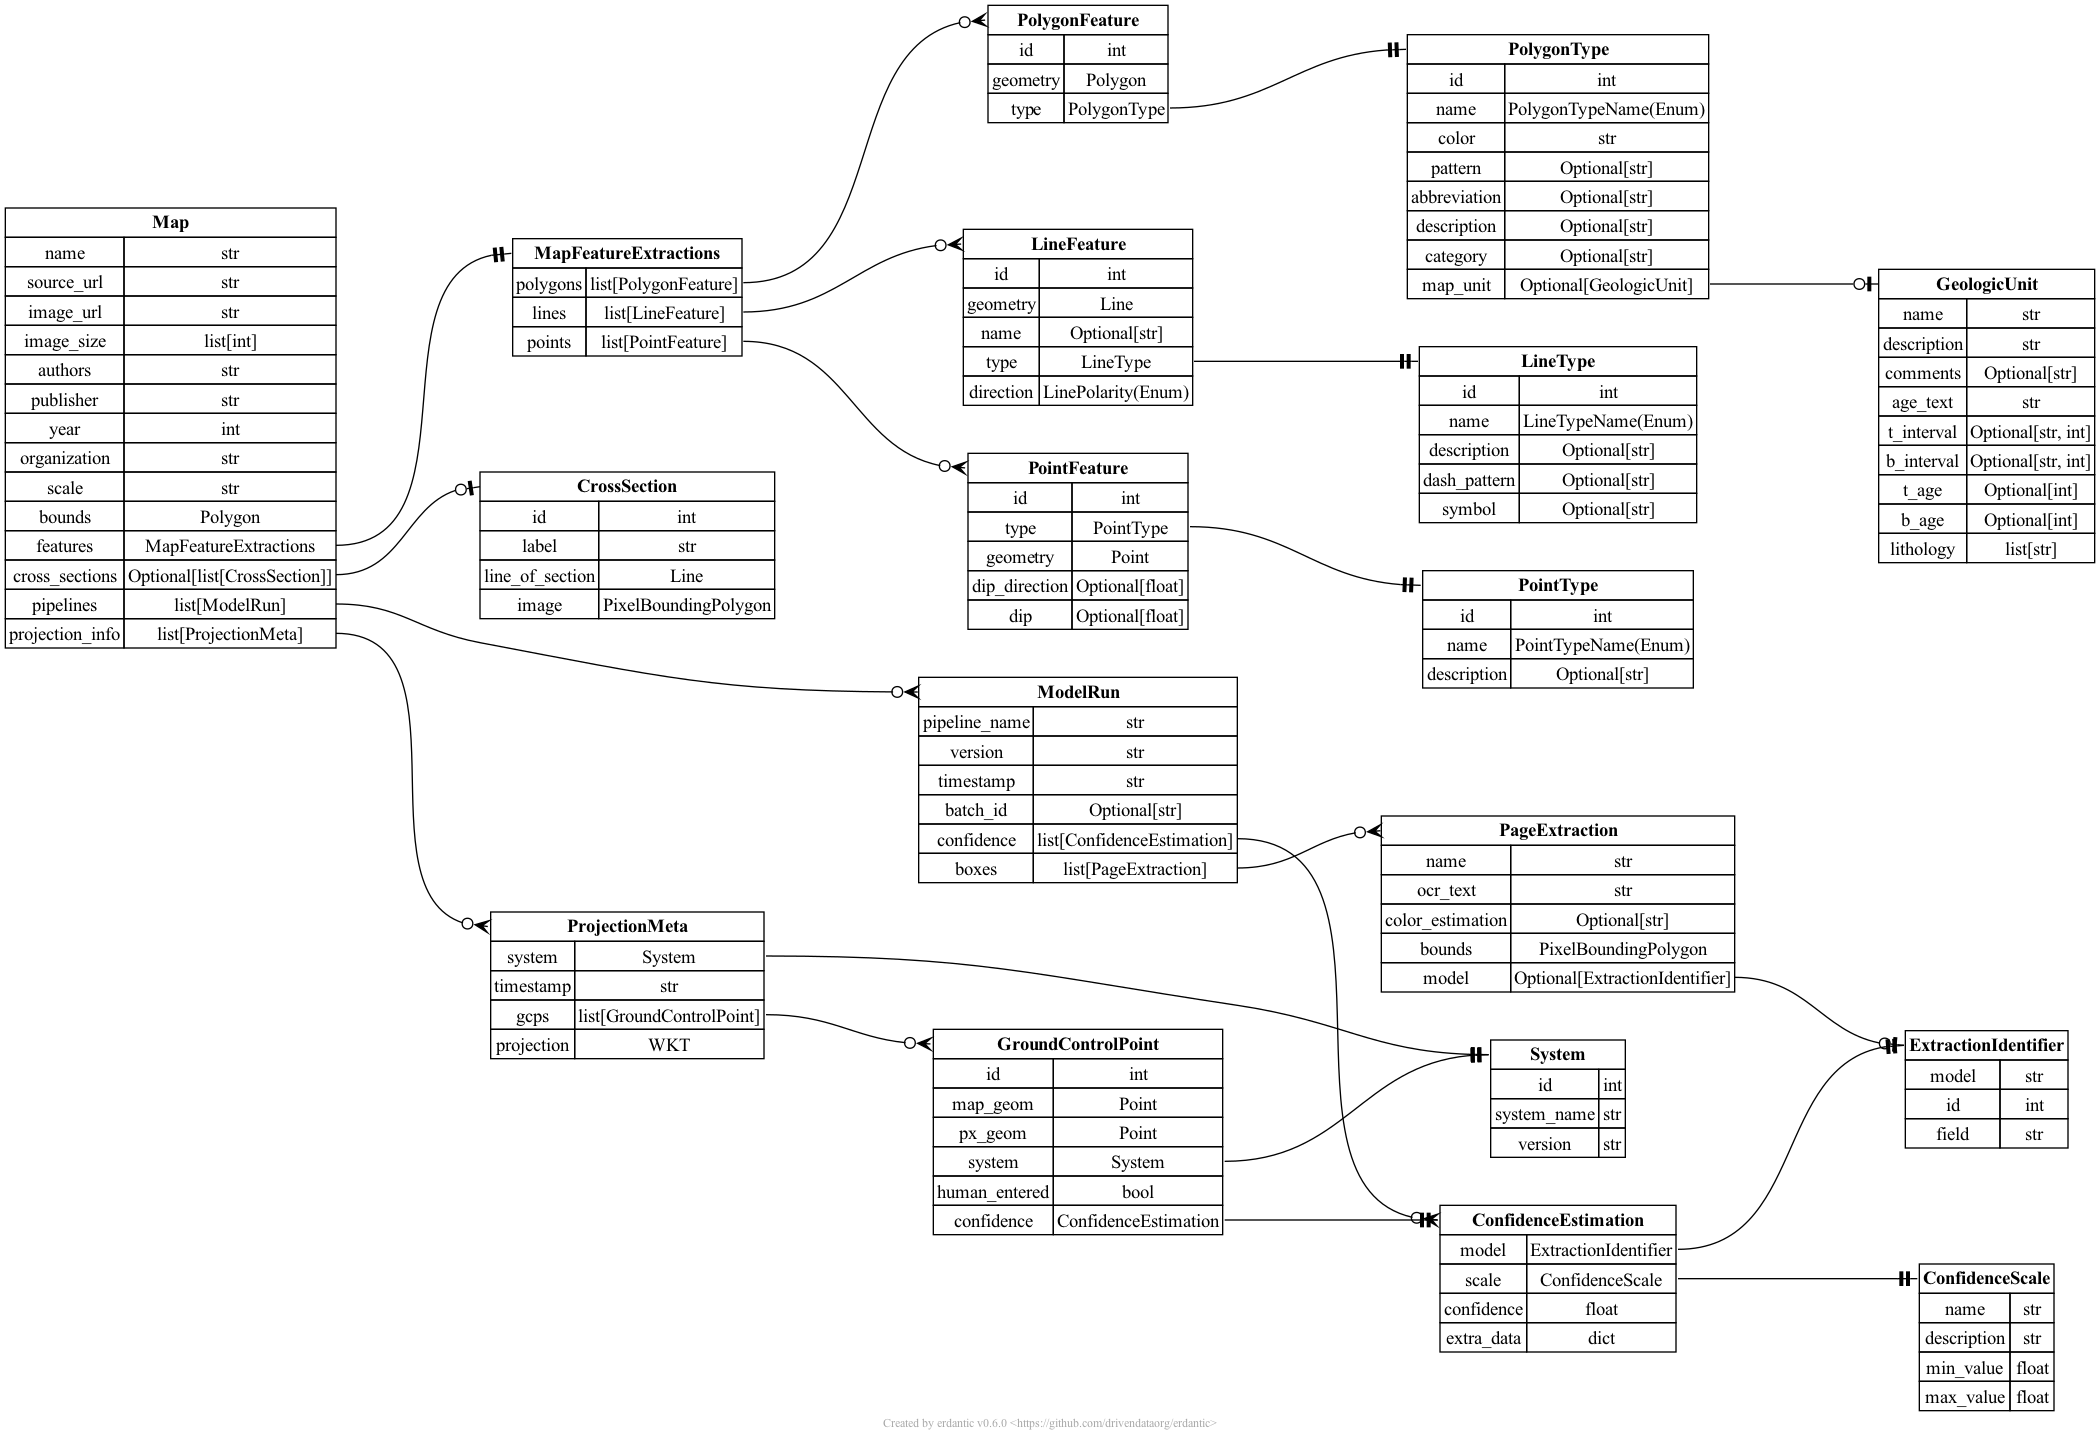 Map
name str
source_url str
image_url str
image_size list[int]
authors str
publisher str
year int
organization str
scale str
bounds Polygon
features MapFeatureExtractions
cross_sections Optional[list[CrossSection]]
pipelines list[ModelRun]
projection_info list[ProjectionMeta]
MapFeatureExtractions
polygons list[PolygonFeature]
lines list[LineFeature]
points list[PointFeature]
CrossSection
id int
label str
line_of_section Line
image PixelBoundingPolygon
ProjectionMeta
system System
timestamp str
gcps list[GroundControlPoint]
projection WKT
PolygonFeature
id int
geometry Polygon
type PolygonType
LineFeature
id int
geometry Line
name Optional[str]
type LineType
direction LinePolarity(Enum)
PointFeature
id int
type PointType
geometry Point
dip_direction Optional[float]
dip Optional[float]
ModelRun
pipeline_name str
version str
timestamp str
batch_id Optional[str]
confidence list[ConfidenceEstimation]
boxes list[PageExtraction]
GroundControlPoint
id int
map_geom Point
px_geom Point
system System
human_entered bool
confidence ConfidenceEstimation
PolygonType
id int
name PolygonTypeName(Enum)
color str
pattern Optional[str]
abbreviation Optional[str]
description Optional[str]
category Optional[str]
map_unit Optional[GeologicUnit]
LineType
id int
name LineTypeName(Enum)
description Optional[str]
dash_pattern Optional[str]
symbol Optional[str]
PointType
id int
name PointTypeName(Enum)
description Optional[str]
PageExtraction
name str
ocr_text str
color_estimation Optional[str]
bounds PixelBoundingPolygon
model Optional[ExtractionIdentifier]
System
id int
system_name str
version str
ConfidenceEstimation
model ExtractionIdentifier
scale ConfidenceScale
confidence float
extra_data dict
GeologicUnit
name str
description str
comments Optional[str]
age_text str
t_interval Optional[str, int]
b_interval Optional[str, int]
t_age Optional[int]
b_age Optional[int]
lithology list[str]
ExtractionIdentifier
model str
id int
field str
ConfidenceScale
name str
description str
min_value float
max_value float
Created by erdantic v0.6.0 <https://github.com/drivendataorg/erdantic>